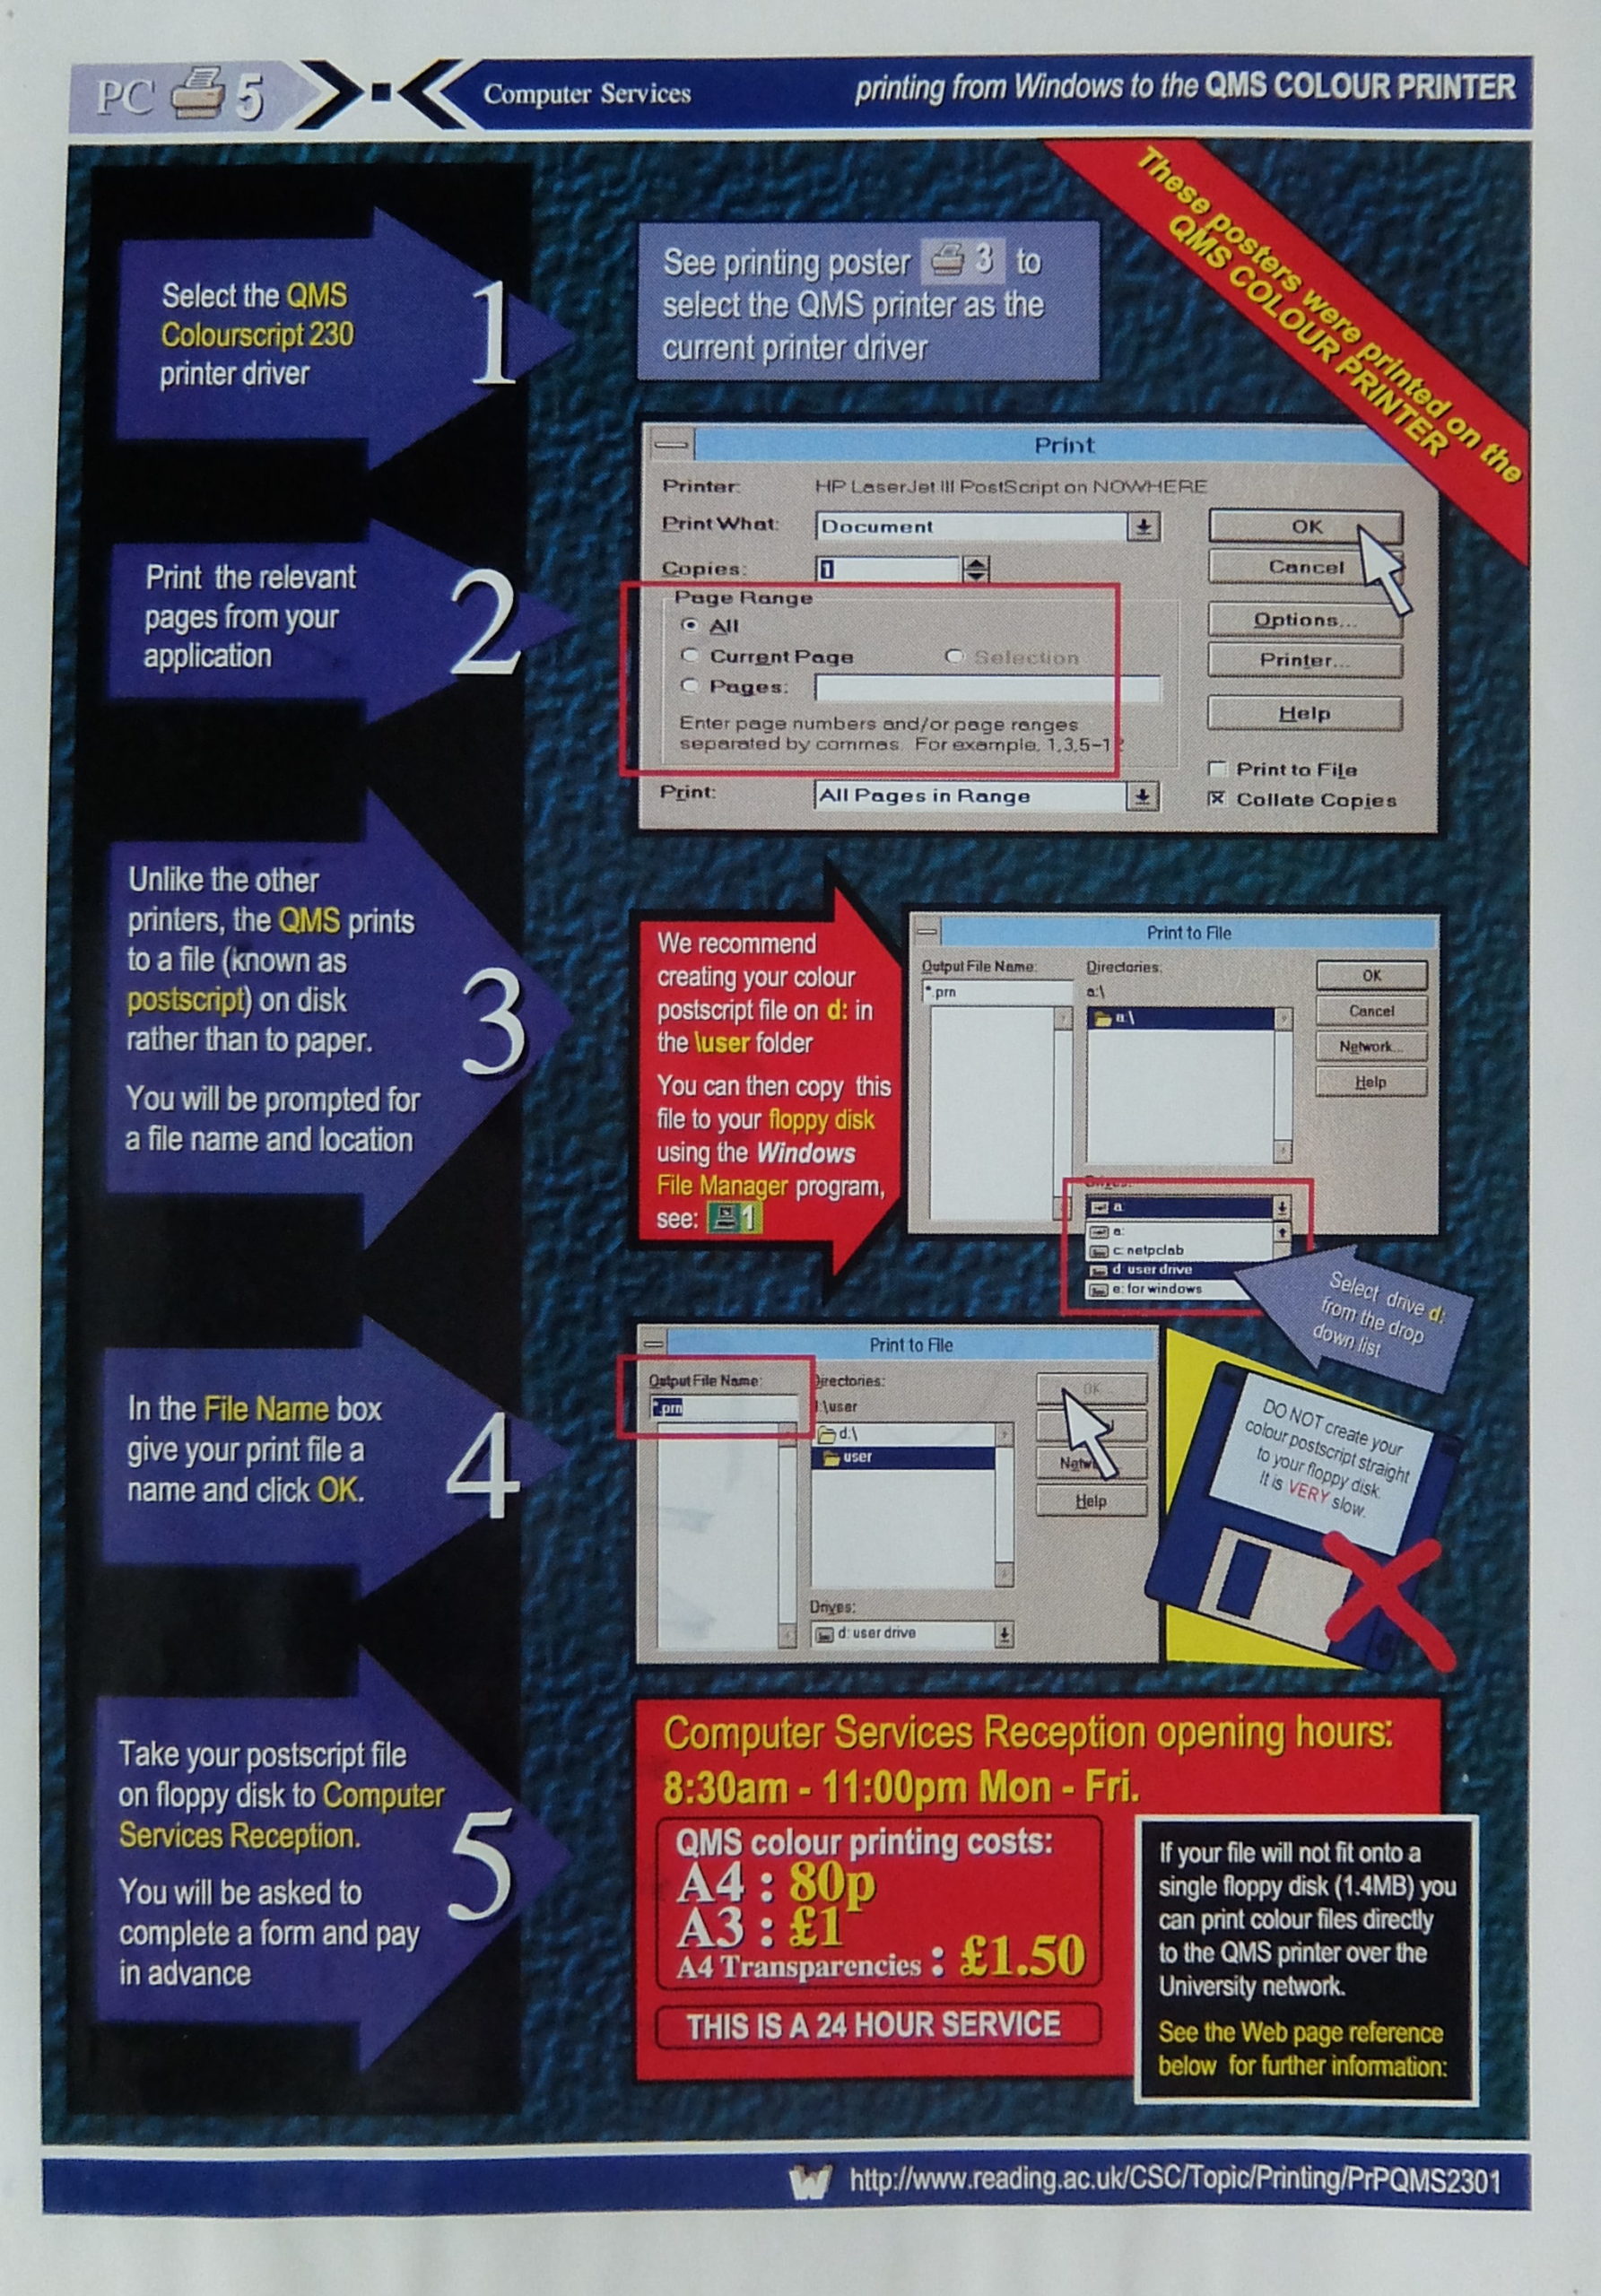 PC 5
Computer Services
printing from Windows to the QMS COLOUR PRINTER
These posters were printed on the
QMS COLOUR PRINTER
Select the QMS
Colourscript 230
printer driver
1
See printing poster 3 to
select the QMS printer as the
current printer driver
Print the relevant
pages from your
application
2
Print
Printer: HP LaserJet III PostScript on NOWHERE
Print What: Document
Copies: 1
Page Range
All
Current Page Selection
Pages:
Enter page numbers and/or page ranges
separated by commas. For example, 1,3,5-12
Print: All Pages in Range
OK
Cancel
Options...
Printer...
Help
Print to File
Collate Copies
Unlike the other
printers, the QMS prints
to a file (known as
postscript) on disk
rather than to paper.
You will be prompted for
a file name and location
3
We recommend
creating your colour
postscript file on d: in
the \user folder
You can then copy this
file to your floppy disk
using the Windows
File Manager program,
see: 1
Print to File
Output File Name:
*.prn
Directories:
a:\
a:\
OK
Cancel
Network...
Help
Drives:
a:
a:
c: netpclab
d: user drive
e: for windows
Select drive d:
from the drop
down list
In the File Name box
give your print file a
name and click OK.
4
Print to File
Output File Name:
*.prn
Directories:
d:\user
d:\
user
OK
Help
Drives:
d: user drive
DO NOT create your
colour postscript straight
to your floppy disk.
It is VERY slow.
Take your postscript file
on floppy disk to Computer
Services Reception.
You will be asked to
complete a form and pay
in advance
5
Computer Services Reception opening hours:
8:30am - 11:00pm Mon - Fri.
QMS colour printing costs:
A4 : 80p
A3 : £1
A4 Transparencies : £1.50
THIS IS A 24 HOUR SERVICE
If your file will not fit onto a
single floppy disk (1.4MB) you
can print colour files directly
to the QMS printer over the
University network.
See the Web page reference
below for further information:
W http://www.reading.ac.uk/CSC/Topic/Printing/PrPQMS2301